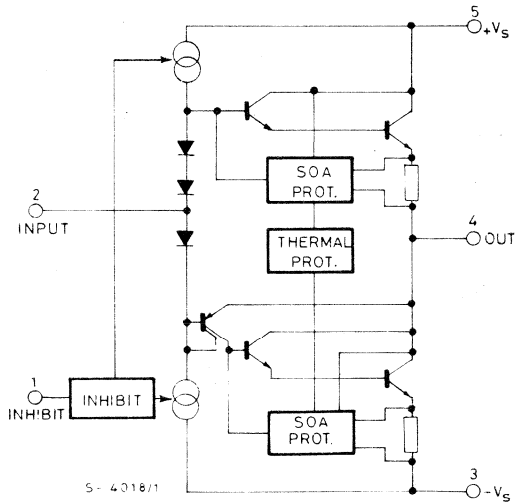 5
+Vs
SOA
PROT.
2
INPUT
4
OUT
THERMAL
PROT.
1
INHIBIT
INHIBIT
SOA
PROT.
3
-Vs
S- 4018/1